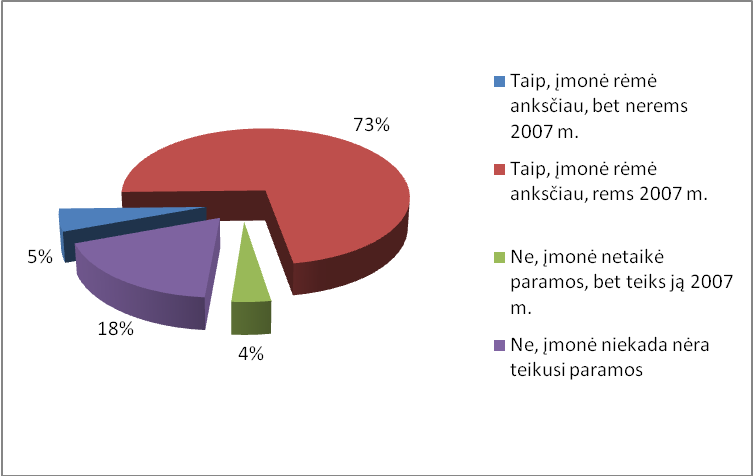 73%
5%
18%
4%
Taip, įmonė rėmė
anksčiau, bet nerems
2007 m.
Taip, įmonė rėmė
anksčiau, rems 2007 m.
Ne, įmonė netaikė
paramos, bet teiks ją 2007
m.
Ne, įmonė niekada nėra
teikusi paramos